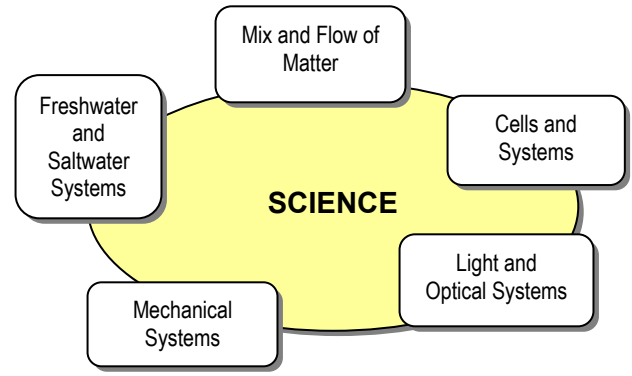 Mix and Flow of
Matter
Freshwater
and
Saltwater
Systems
Cells and
Systems
SCIENCE
Light and
Optical Systems
Mechanical
Systems